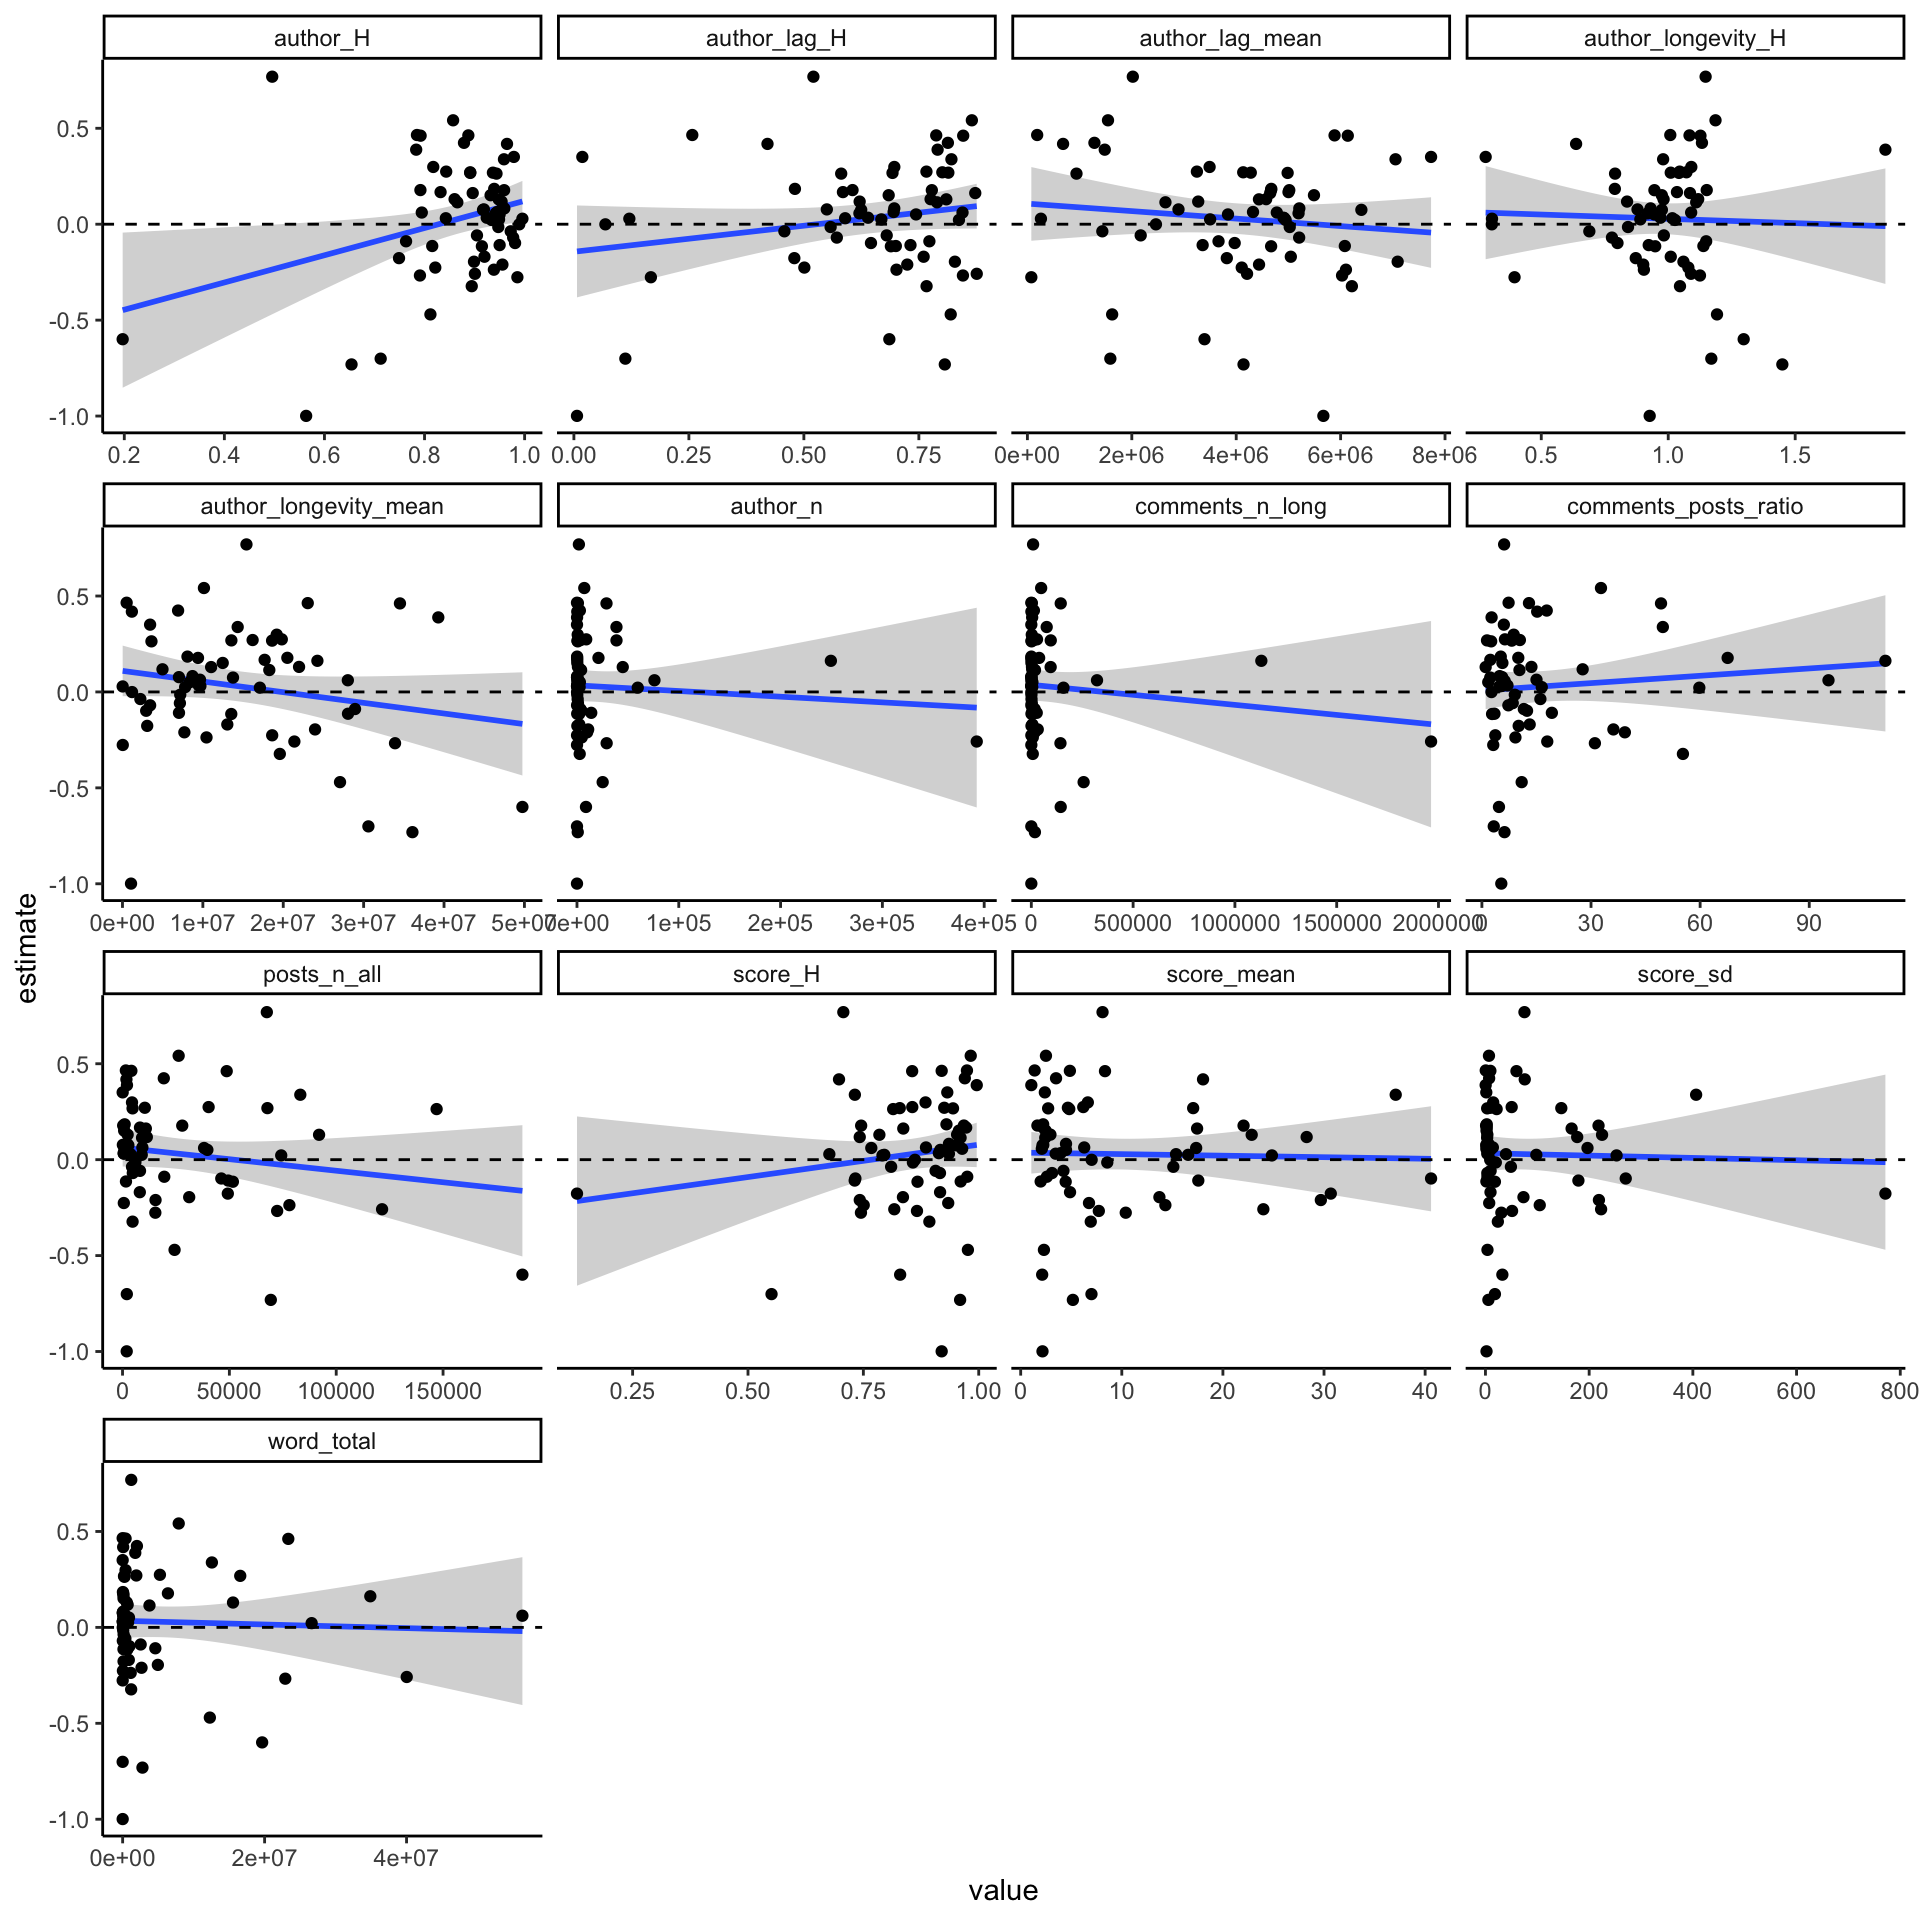 author_H author_lag_H author_lag_mean author_longevity_H
0.5
0.0
-0.5
-1.0
0.2 0.4 0.6 0.8 1.0 0.00 0.25 0.50 0.75 0e+00 2e+06 4e+06 6e+06 8e+06 0.5 1.0 1.5
author_longevity_mean author_n comments_n_long comments_posts_ratio
0.5
0.0
-0.5
-1.0
0e+00 1e+07 2e+07 3e+07 4e+07 5e+07 0e+00 1e+05 2e+05 3e+05 4e+05 0 500000 1000000 1500000 2000000 0 30 60 90
estimate
posts_n_all score_H score_mean score_sd
0.5
0.0
-0.5
-1.0
0 50000 100000 150000 0.25 0.50 0.75 1.00 0 10 20 30 40 0 200 400 600 800
word_total
0.5
0.0
-0.5
-1.0
0e+00 2e+07 4e+07
value